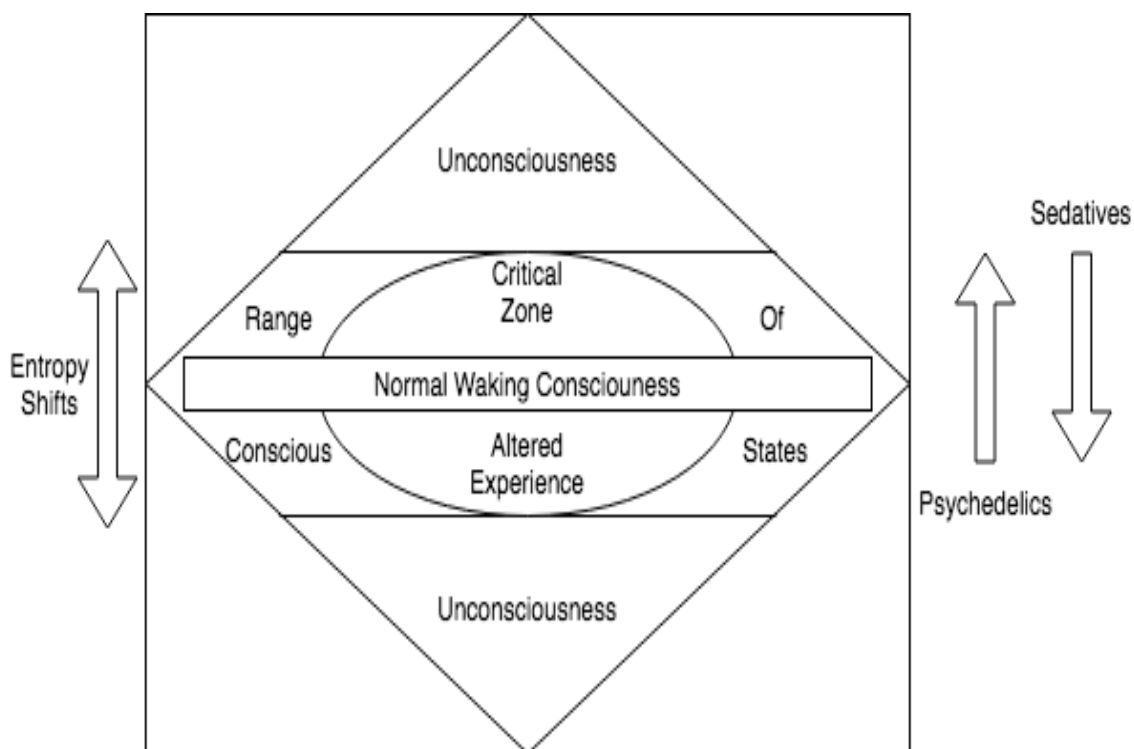 Unconsciousness
Sedatives
Critical
Zone
Range
Of
Entropy
Shifts
Normal Waking Consciouness
Conscious
Altered
Experience
States
Psychedelics
Unconsciousness